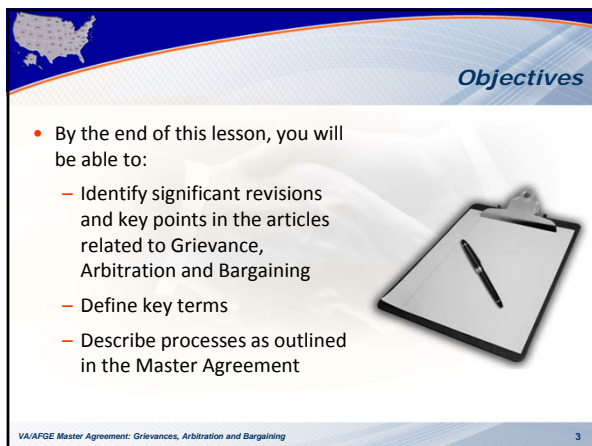 Objectives
• By the end of this lesson, you will
be able to:
– Identify significant revisions
and key points in the articles
related to Grievance,
Arbitration and Bargaining
– Define key terms
– Describe processes as outlined
in the Master Agreement
VA/AFGE Master Agreement: Grievances, Arbitration and Bargaining 3